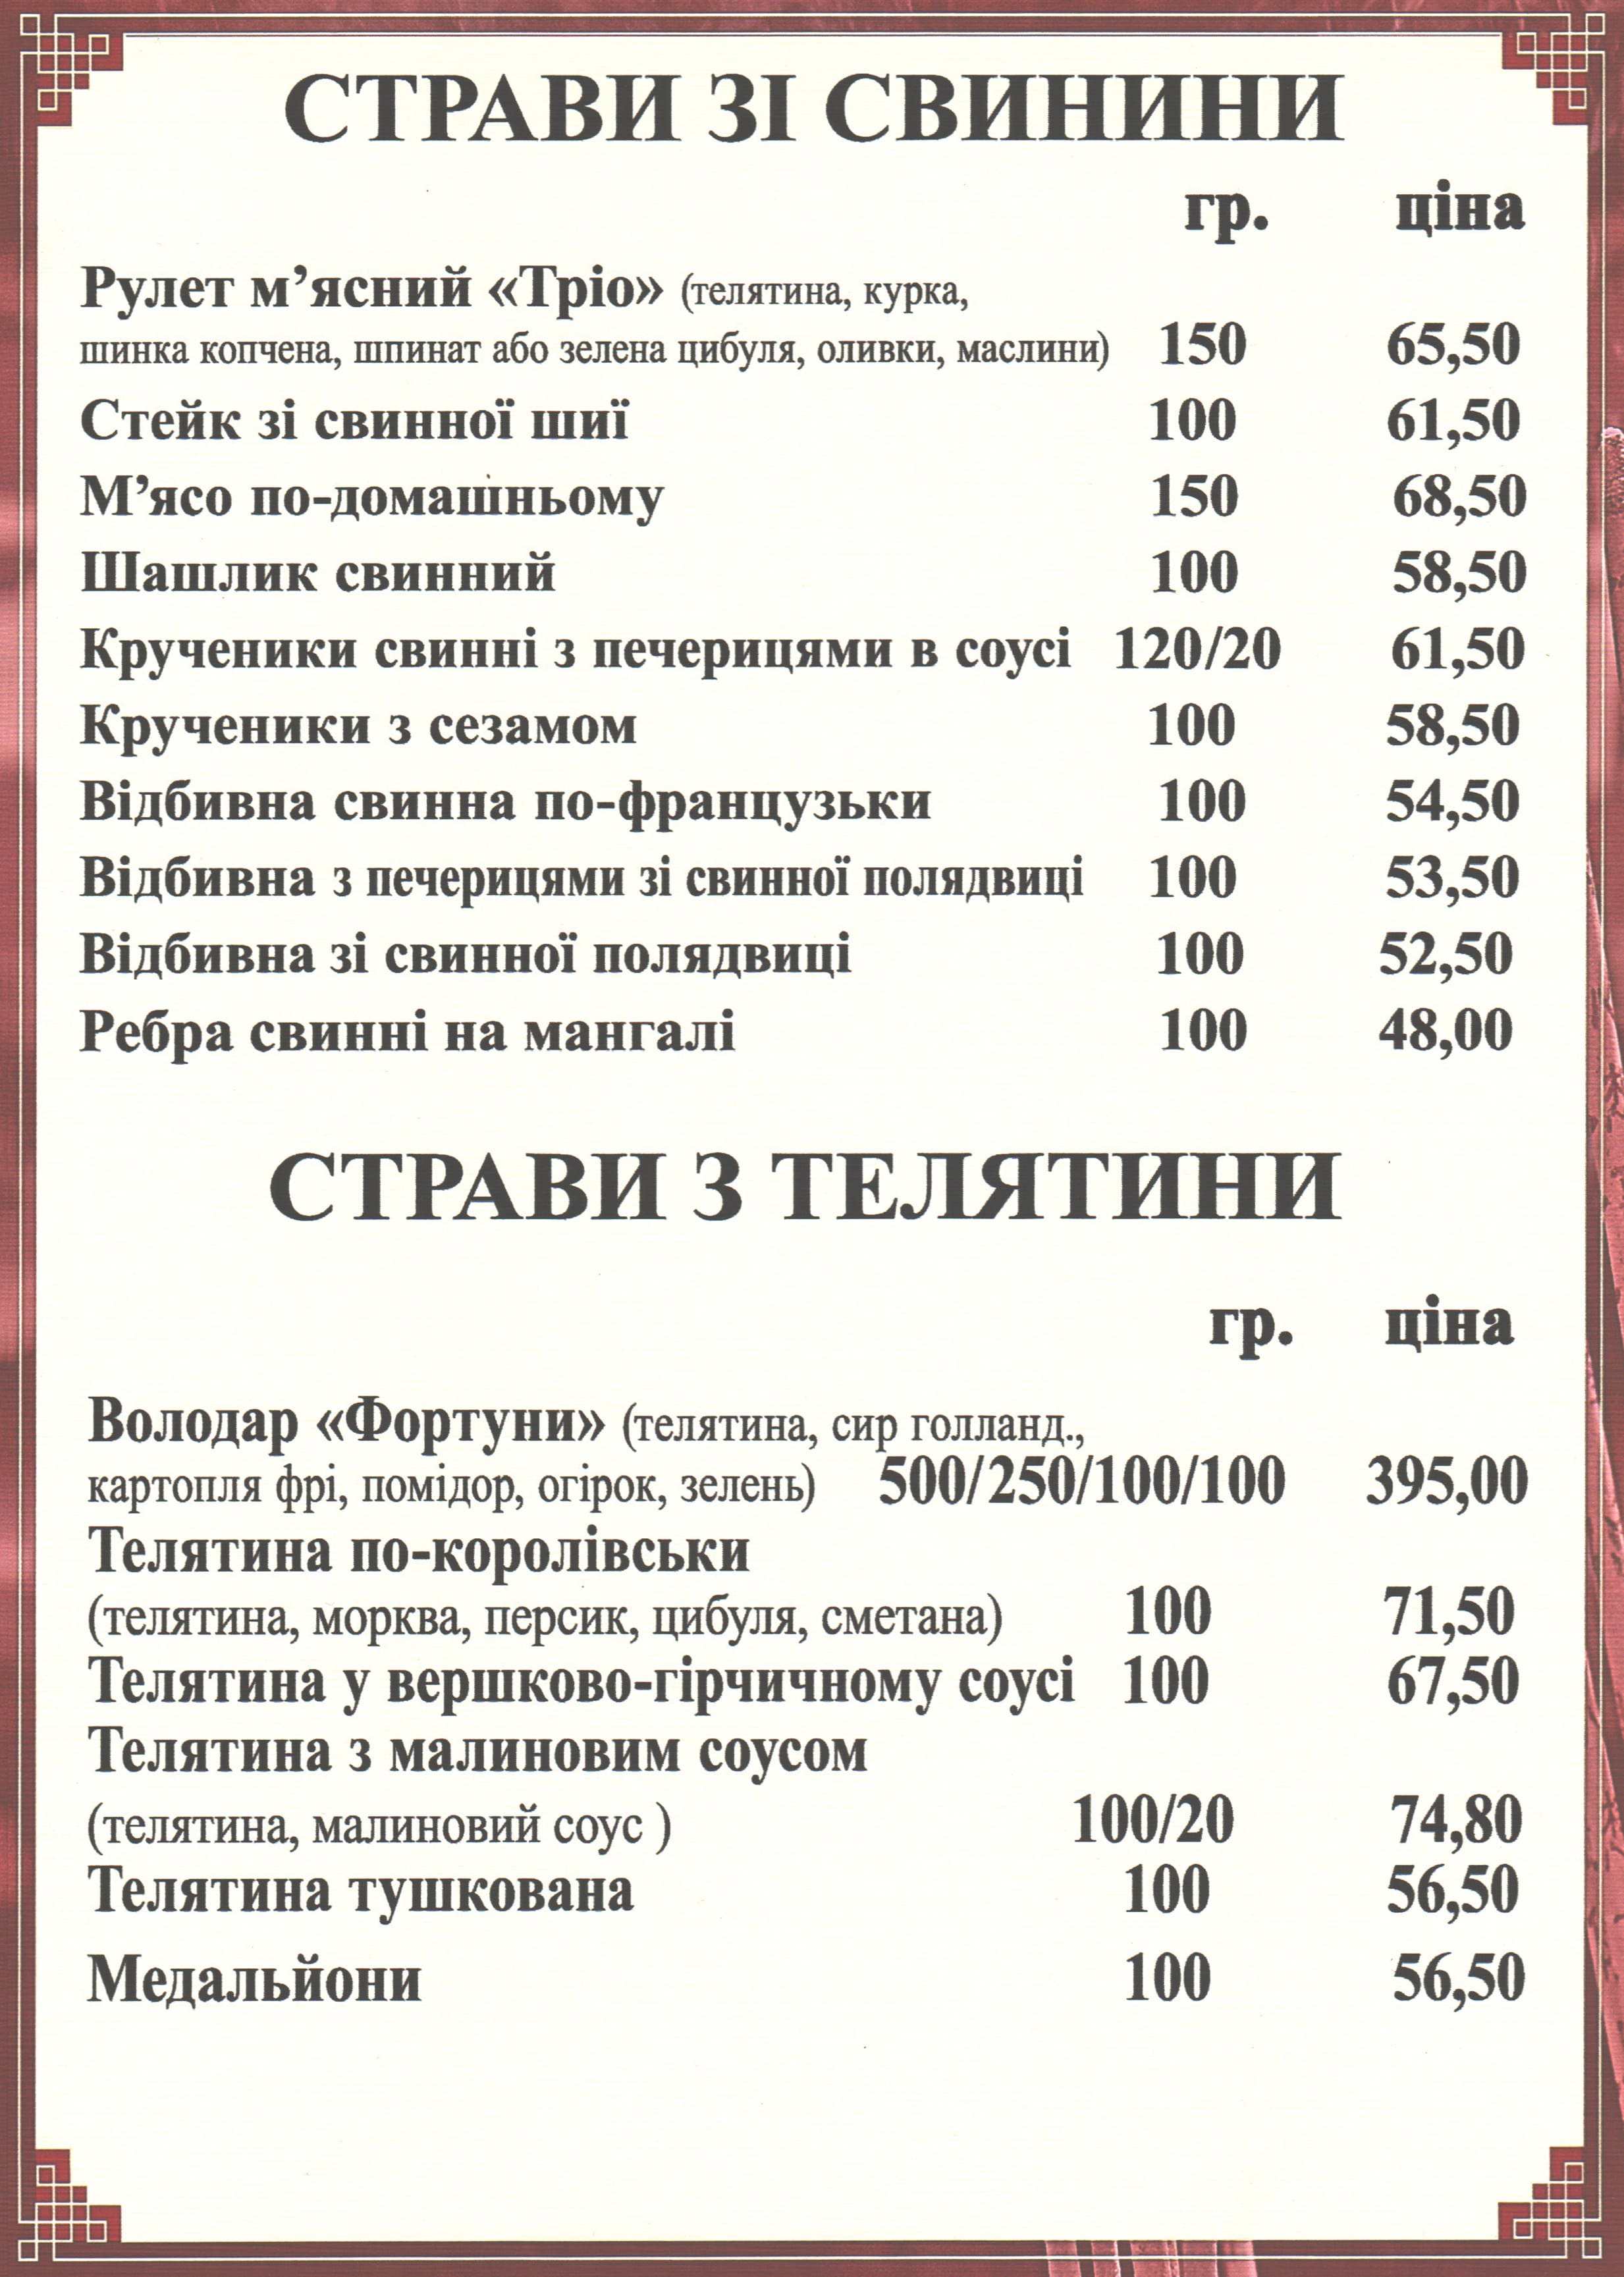 СТРАВИ ЗІ СВИНИНИ
гр. ціна
Рулет м’ясний «Тріо» (телятина, курка,
шинка копчена, шпинат або зелена цибуля, оливки, маслини) 150 65,50
Стейк зі свинної шиї 100 61,50
М’ясо по-домашньому 150 68,50
Шашлик свинний 100 58,50
Крученики свинні з печерицями в соусі 120/20 61,50
Крученики з сезамом 100 58,50
Відбивна свинна по-французьки 100 54,50
Відбивна з печерицями зі свинної полядвиці 100 53,50
Відбивна зі свинної полядвиці 100 52,50
Ребра свинні на мангалі 100 48,00
СТРАВИ З ТЕЛЯТИНИ
гр. ціна
Володар «Фортуни» (телятина, сир голланд.,
картопля фрі, помідор, огірок, зелень) 500/250/100/100 395,00
Телятина по-королівськи
(телятина, морква, персик, цибуля, сметана) 100 71,50
Телятина у вершково-гірчичному соусі 100 67,50
Телятина з малиновим соусом
(телятина, малиновий соус ) 100/20 74,80
Телятина тушкована 100 56,50
Медальйони 100 56,50